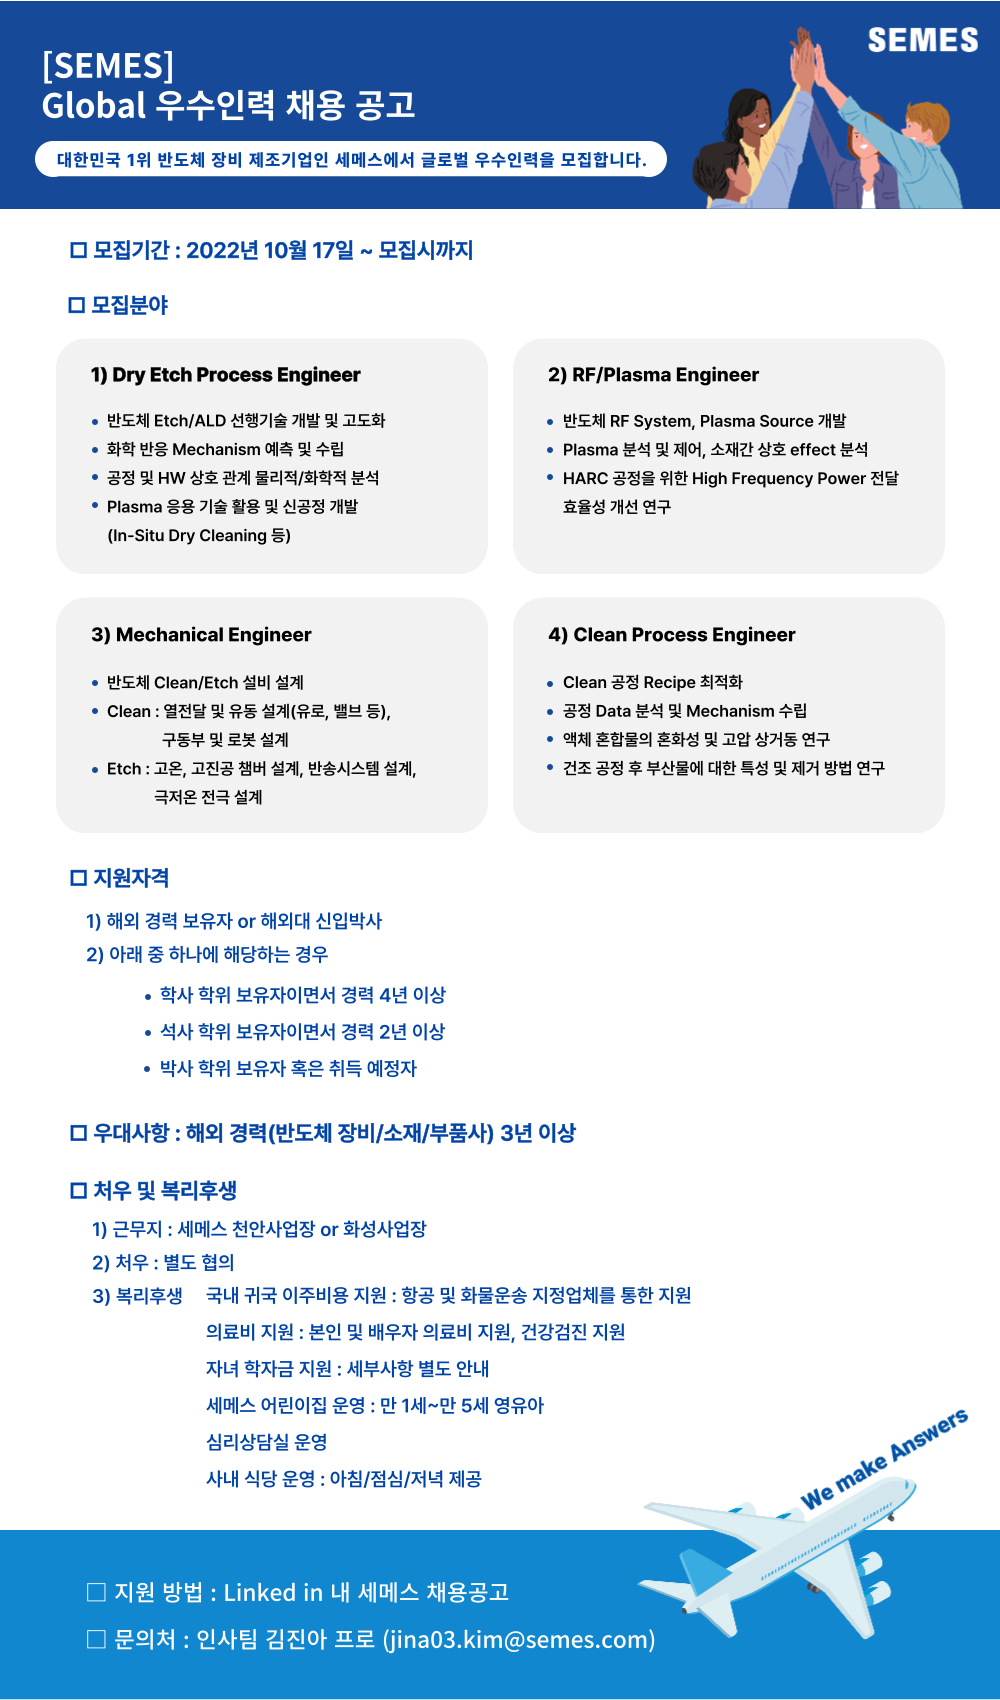 SEMES
[SEMES]
Global 우수인력 채용 공고
대한민국 1위 반도체 장비 제조기업인 세메스에서 글로벌 우수인력을 모집합니다.
□ 모집기간 : 2022년 10월 17일 ~ 모집시까지
□ 모집분야
1) Dry Etch Process Engineer
• 반도체 Etch/ALD 선행기술 개발 및 고도화
• 화학 반응 Mechanism 예측 및 수립
• 공정 및 HW 상호 관계 물리적/화학적 분석
• Plasma 응용 기술 활용 및 신공정 개발
(In-Situ Dry Cleaning 등)
2) RF/Plasma Engineer
• 반도체 RF System, Plasma Source 개발
• Plasma 분석 및 제어, 소재간 상호 effect 분석
• HARC 공정을 위한 High Frequency Power 전달
효율성 개선 연구
3) Mechanical Engineer
• 반도체 Clean/Etch 설비 설계
• Clean : 열전달 및 유동 설계(유로, 밸브 등),
구동부 및 로봇 설계
• Etch : 고온, 고진공 챔버 설계, 반송시스템 설계,
극저온 전극 설계
4) Clean Process Engineer
• Clean 공정 Recipe 최적화
• 공정 Data 분석 및 Mechanism 수립
• 액체 혼합물의 혼화성 및 고압 상거동 연구
• 건조 공정 후 부산물에 대한 특성 및 제거 방법 연구
□ 지원자격
1) 해외 경력 보유자 or 해외대 신입박사
2) 아래 중 하나에 해당하는 경우
• 학사 학위 보유자이면서 경력 4년 이상
• 석사 학위 보유자이면서 경력 2년 이상
• 박사 학위 보유자 혹은 취득 예정자
□ 우대사항 : 해외 경력(반도체 장비/소재/부품사) 3년 이상
□ 처우 및 복리후생
1) 근무지 : 세메스 천안사업장 or 화성사업장
2) 처우 : 별도 협의
3) 복리후생 국내 귀국 이주비용 지원 : 항공 및 화물운송 지정업체를 통한 지원
의료비 지원 : 본인 및 배우자 의료비 지원, 건강검진 지원
자녀 학자금 지원 : 세부사항 별도 안내
세메스 어린이집 운영 : 만 1세~만 5세 영유아
심리상담실 운영
사내 식당 운영 : 아침/점심/저녁 제공
We make Answers
□ 지원 방법 : Linked in 내 세메스 채용공고
□ 문의처 : 인사팀 김진아 프로 (jina03.kim@semes.com)